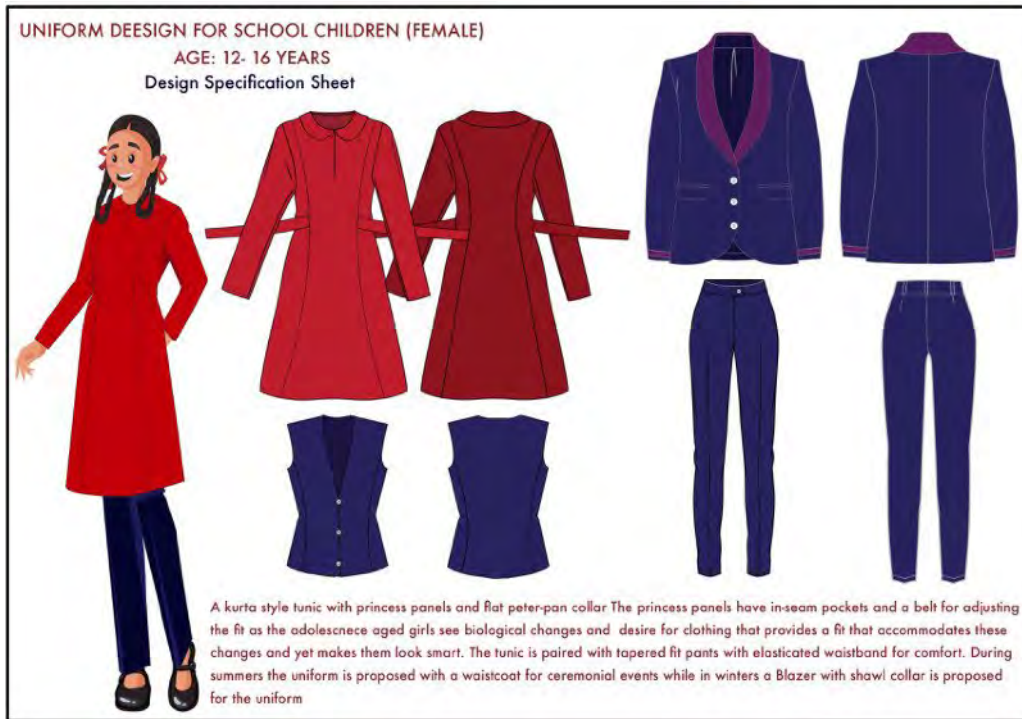 UNIFORM DEESIGN FOR SCHOOL CHILDREN (FEMALE)
AGE: 12- 16 YEARS
Design Specification Sheet
A kurta style tunic with princess panels and flat peter-pan collar The princess panels have in-seam pockets and a belt for adjusting
the fit as the adolescnece aged girls see biological changes and desire for clothing that provides a fit that accommodates these
changes and yet makes them look smart. The tunic is paired with tapered fit pants with elasticated waistband for comfort. During
summers the uniform is proposed with a waistcoat for ceremonial events while in winters a Blazer with shawl collar is proposed
for the uniform